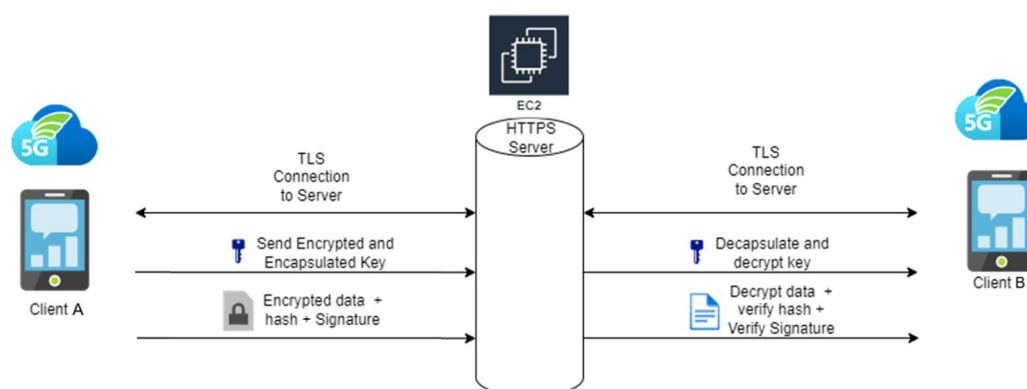 EC2
HTTPS
Server
5G
5G
TLS
Connection
to Server
TLS
Connection
to Server
Send Encrypted and
Encapsulated Key
Decapsulate and
decrypt key
Client A
Client B
Encrypted data +
hash + Signature
Decrypt data +
verify hash +
Verify Signature